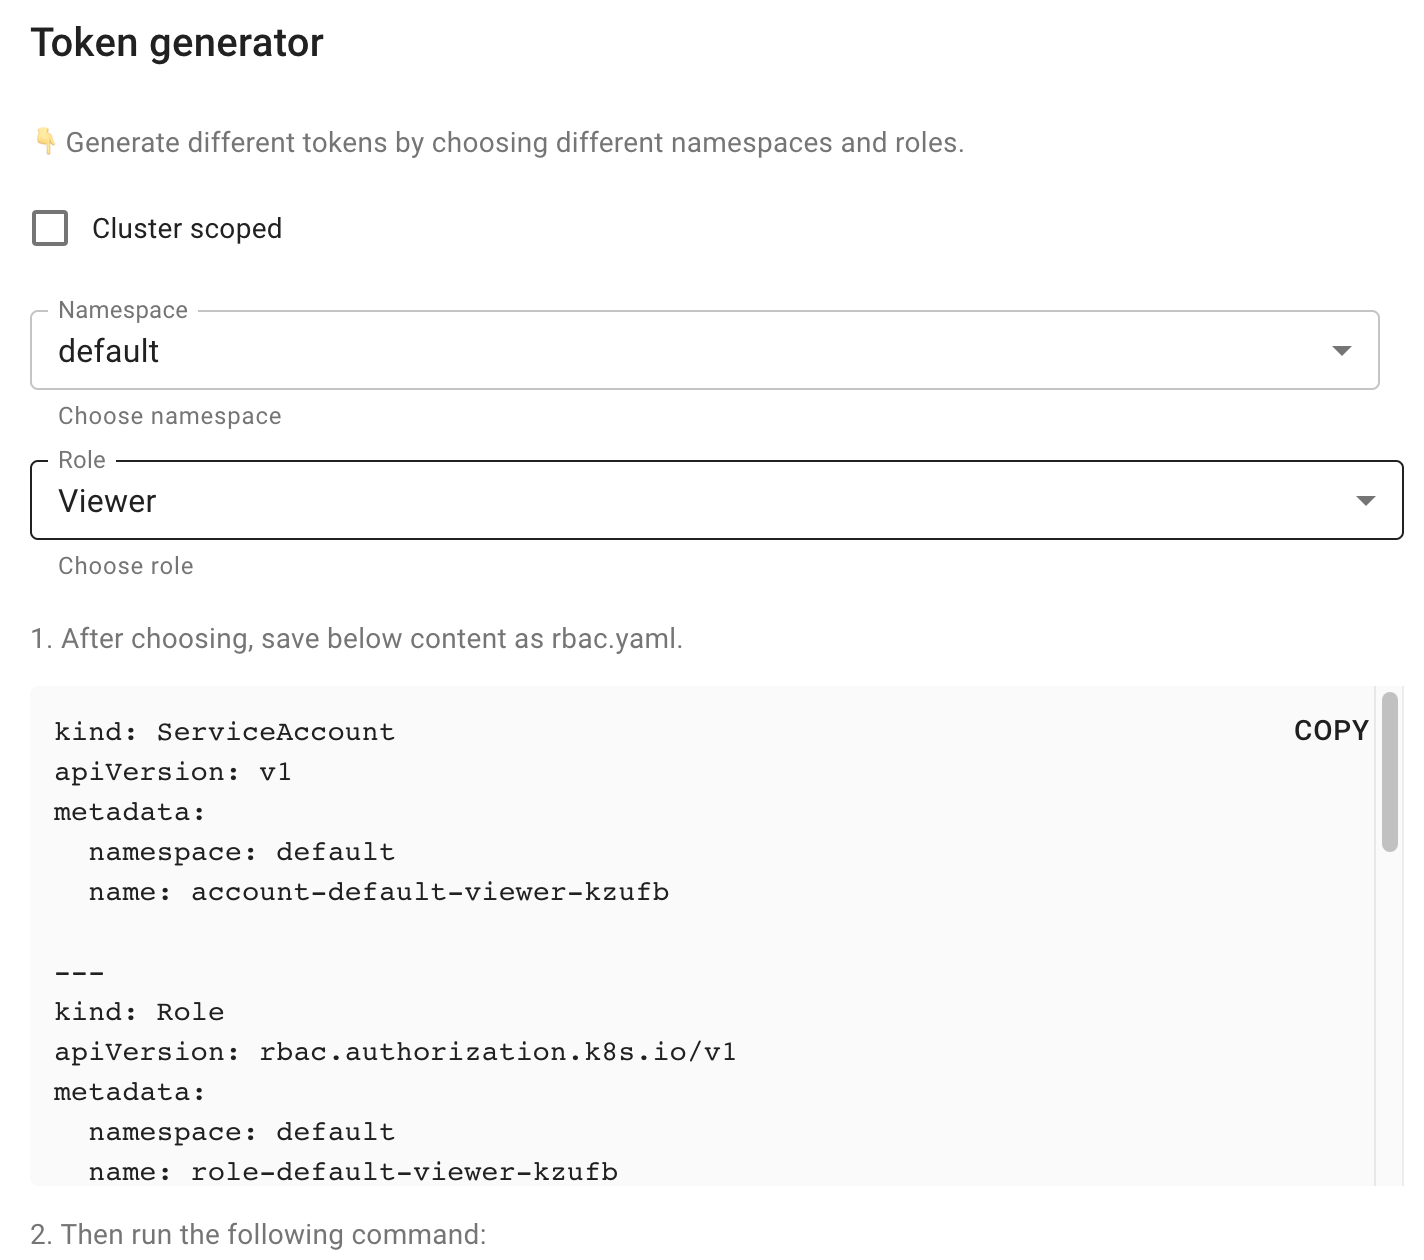 Token generator
👇 Generate different tokens by choosing different namespaces and roles.
Cluster scoped
Namespace
default
Choose namespace
Role
Viewer
Choose role
1. After choosing, save below content as rbac.yaml.
COPY
kind: ServiceAccount
apiVersion: v1
metadata:
  namespace: default
  name: account-default-viewer-kzufb
---
kind: Role
apiVersion: rbac.authorization.k8s.io/v1
metadata:
  namespace: default
  name: role-default-viewer-kzufb
2. Then run the following command: